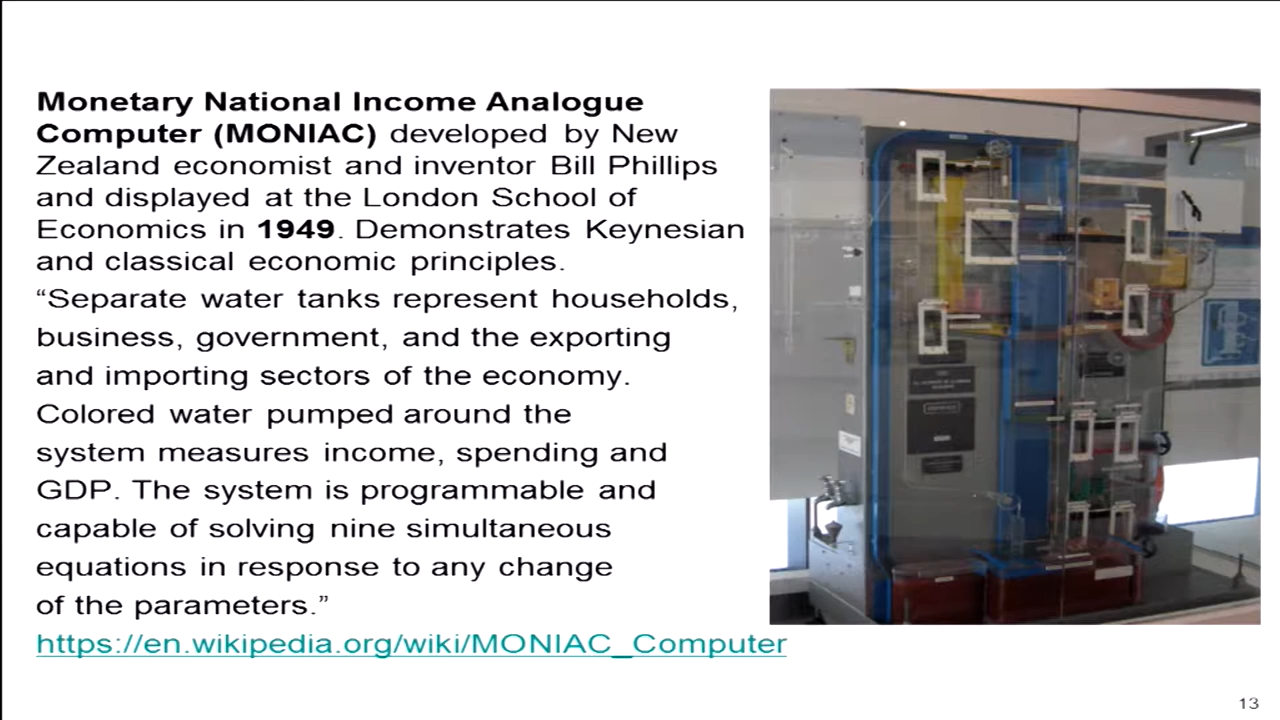 Monetary National Income Analogue
Computer (MONIAC) developed by New
Zealand economist and inventor Bill Phillips
and displayed at the London School of
Economics in 1949. Demonstrates Keynesian
and classical economic principles.
“Separate water tanks represent households,
business, government, and the exporting
and importing sectors of the economy.
Colored water pumped around the
system measures income, spending and
GDP. The system is programmable and
capable of solving nine simultaneous
equations in response to any change
of the parameters.”
https://en.wikipedia.org/wiki/MONIAC_Computer
13